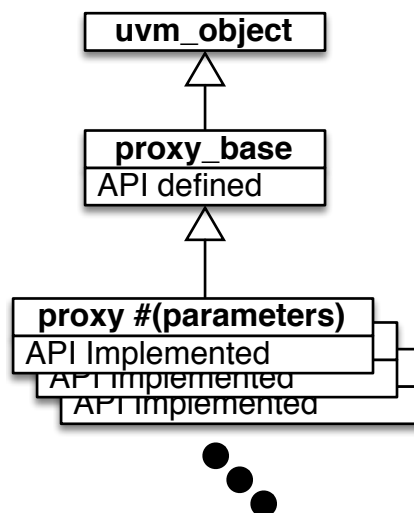 uvm_object
proxy_base
API defined
proxy #(parameters)
API Implemented
API Implemented
API Implemented